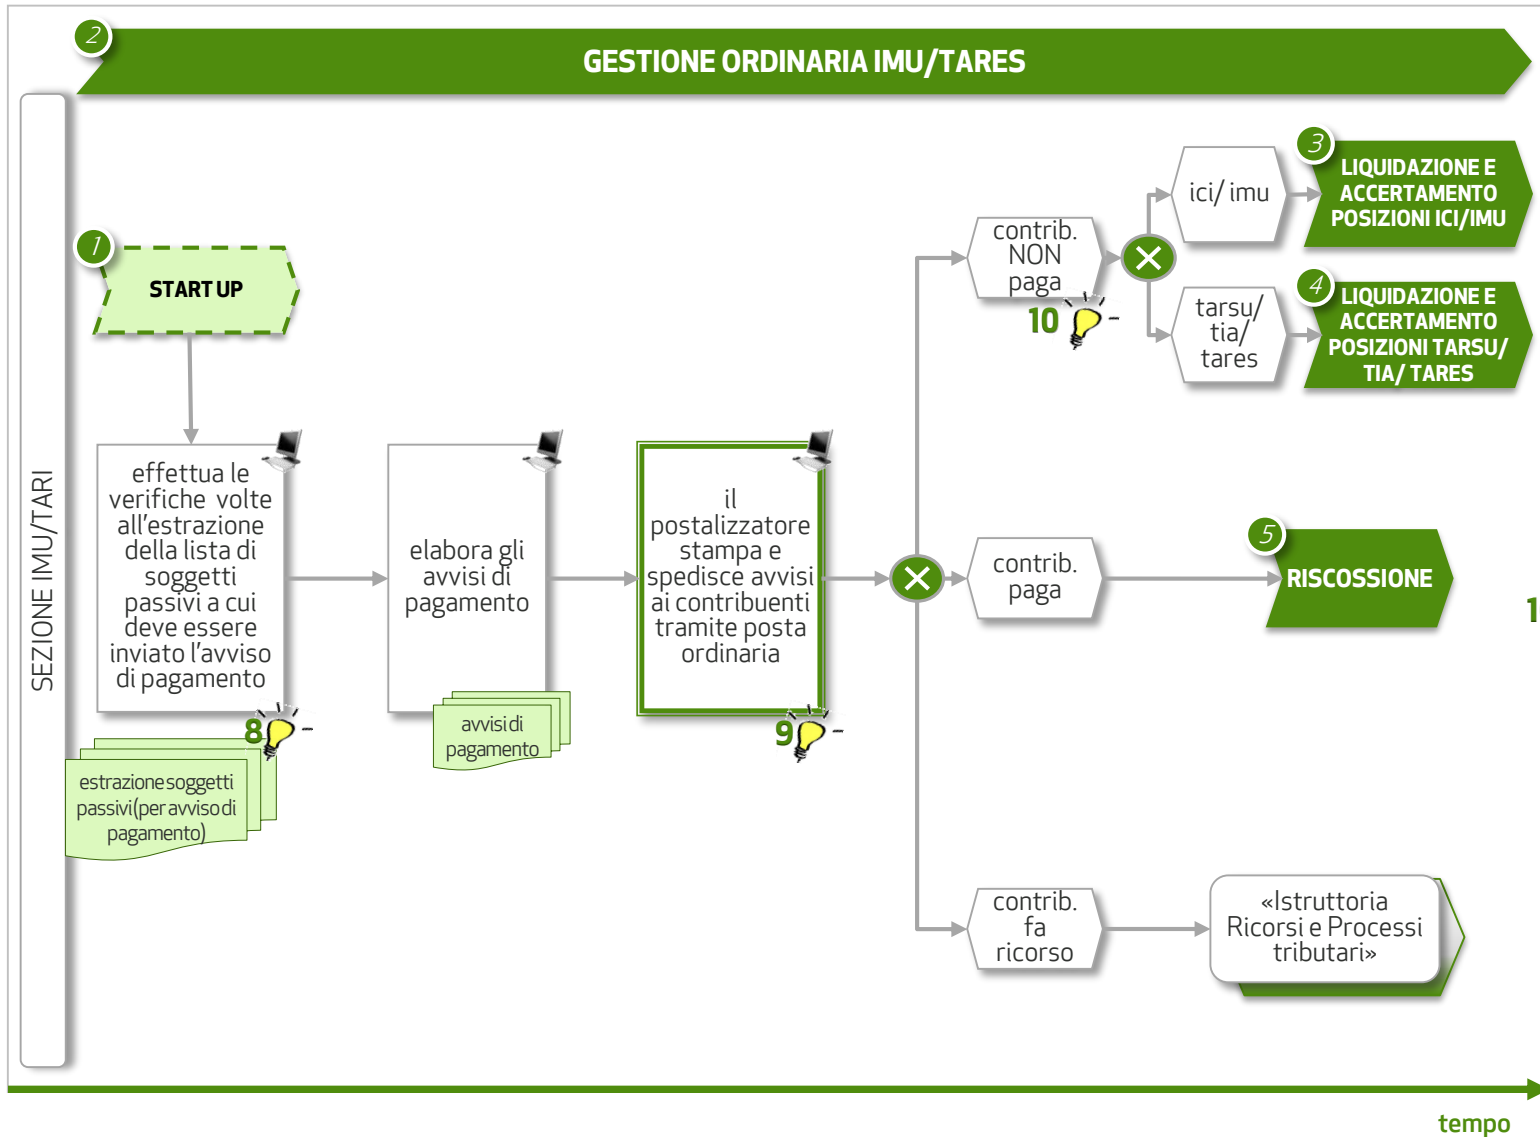 2
GESTIONE ORDINARIA IMU/TARES
SEZIONE IMU/TARI
1
START UP
effettua le
verifiche volte
all'estrazione
della lista di
soggetti
passivi a cui
deve essere
inviato l'avviso
di pagamento
8
estrazione soggetti
passivi (per avviso di
pagamento)
elabora gli
avvisi di
pagamento
avvisi di
pagamento
il
postalizzatore
stampa e
spedisce avvisi
ai contribuenti
tramite posta
ordinaria
9
contrib.
NON
paga
10
ici/ imu
3
LIQUIDAZIONE E
ACCERTAMENTO
POSIZIONI ICI/IMU
tarsu/
tia/
tares
4
LIQUIDAZIONE E
ACCERTAMENTO
POSIZIONI TARSU/
TIA/ TARES
contrib.
paga
5
RISCOSSIONE
1
contrib.
fa
ricorso
«Istruttoria
Ricorsi e Processi
tributari»
tempo